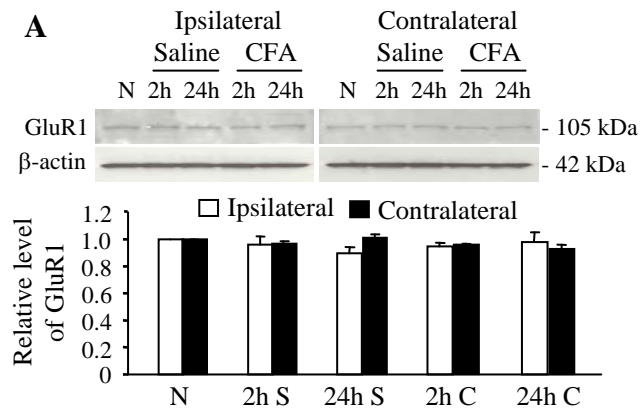 A
Ipsilateral Contralateral
Saline CFA Saline CFA
N 2h 24h 2h 24h N 2h 24h 2h 24h
GluR1 - 105 kDa
β-actin - 42 kDa
Ipsilateral Contralateral
Relative level
of GluR1
1.2
1.0
0.8
0.6
0.4
0.2
0
N 2h S 24h S 2h C 24h C